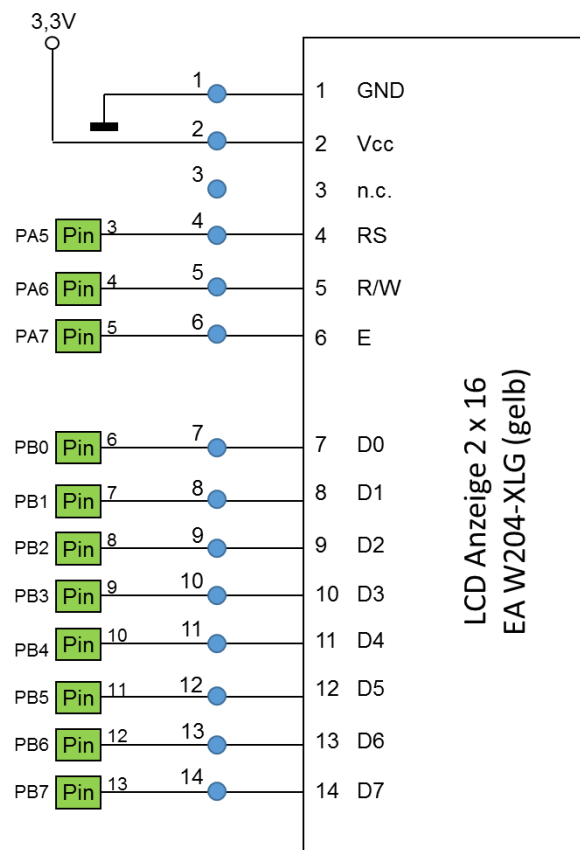 3,3V
1 1 GND
2 2 Vcc
3 3 n.c.
PA5 Pin 3 4 4 RS
PA6 Pin 4 5 5 R/W
PA7 Pin 5 6 6 E
PB0 Pin 6 7 7 D0
PB1 Pin 7 8 8 D1
PB2 Pin 8 9 9 D2
PB3 Pin 9 10 10 D3
PB4 Pin 10 11 11 D4
PB5 Pin 11 12 12 D5
PB6 Pin 12 13 13 D6
PB7 Pin 13 14 14 D7
LCD Anzeige 2 x 16
EA W204-XLG (gelb)